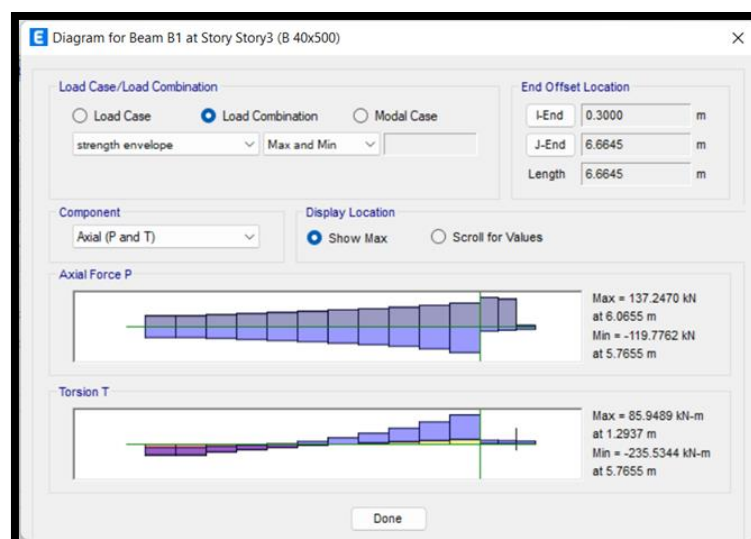 E Diagram for Beam B1 at Story Story3 (B 40x500)
Load Case/Load Combination
Load Case Load Combination Modal Case
strength envelope Max and Min
End Offset Location
I-End 0.3000 m
J-End 6.6645 m
Length 6.6645 m
Component
Axial (P and T)
Display Location
Show Max Scroll for Values
Axial Force P
Max = 137.2470 kN
at 6.0655 m
Min = -119.7762 kN
at 5.7655 m
Torsion T
Max = 85.9489 kN-m
at 1.2937 m
Min = -235.5344 kN-m
at 5.7655 m
Done